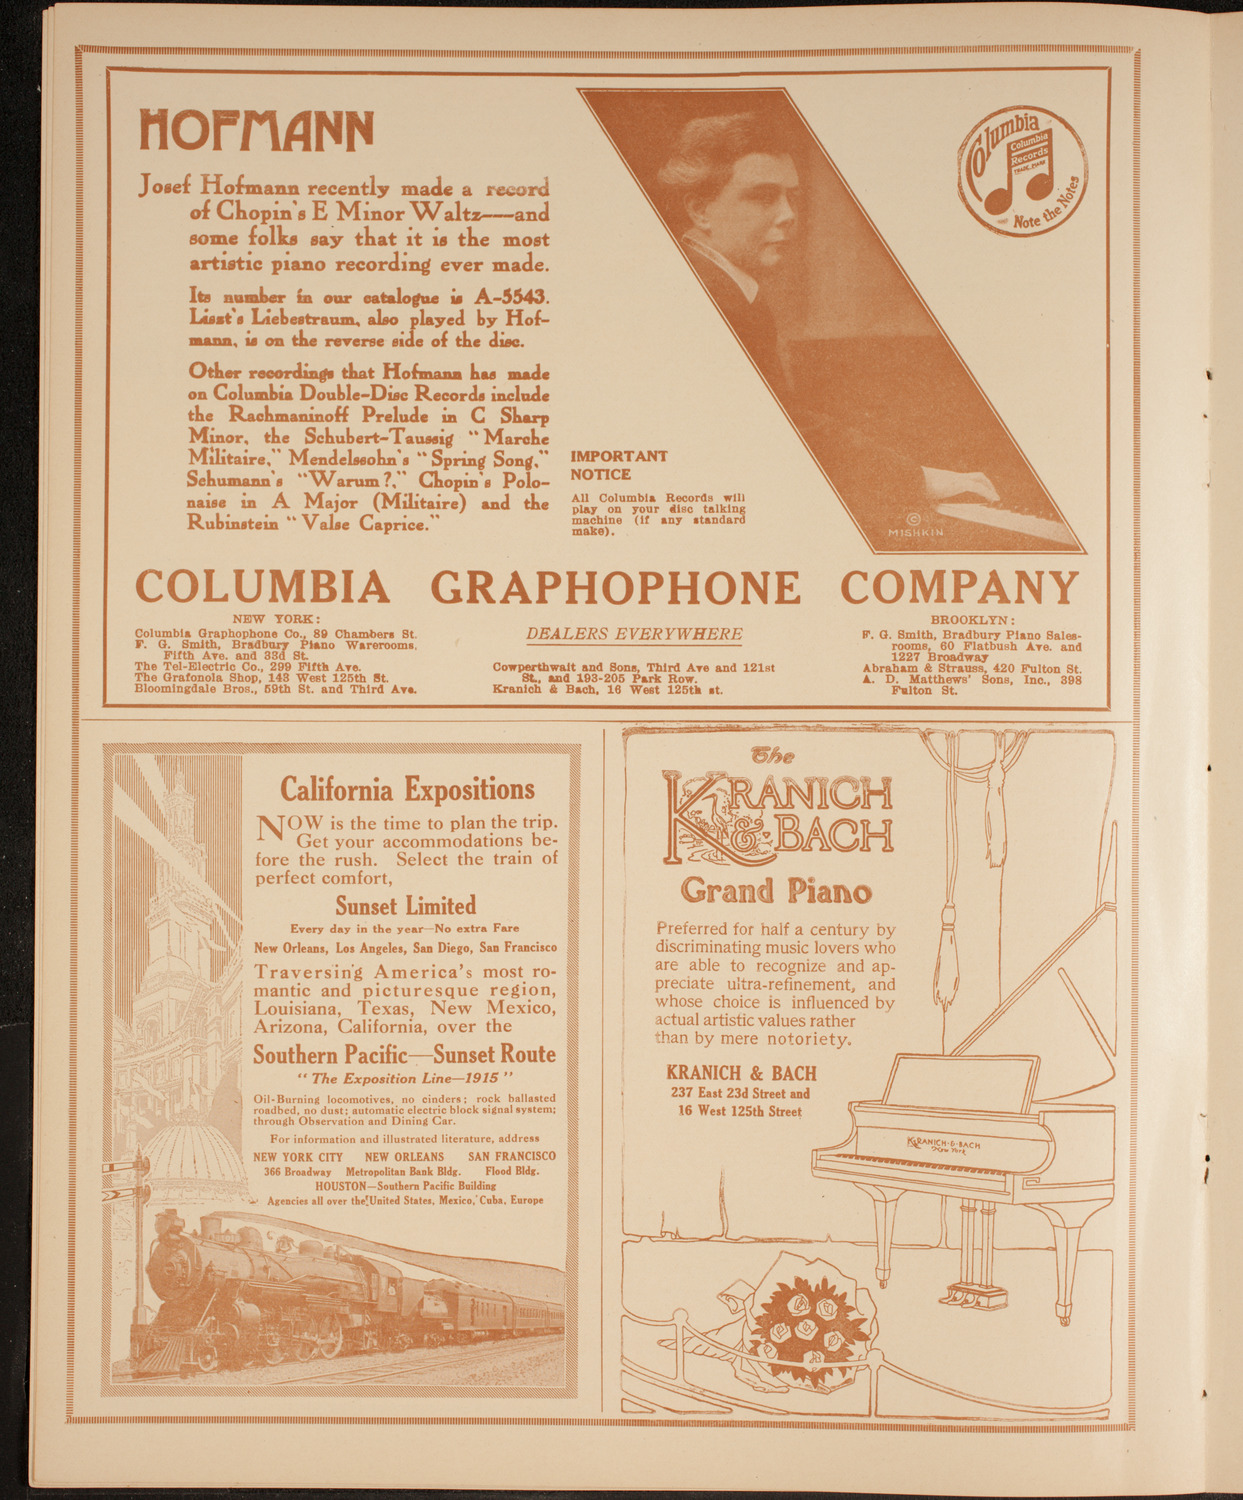 HOFMANN
Josef Hofmann recently made a record
of Chopin's E Minor Waltz—and
some folks say that it is the most
artistic piano recording ever made.
Its number in our catalogue is A-5543.
Liszt's Liebestraum, also played by Hof-
mann, is on the reverse side of the disc.
Other recordings that Hofmann has made
on Columbia Double-Disc Records include
the Rachmaninoff Prelude in C Sharp
Minor, the Schubert-Taussig "Marche
Militaire," Mendelssohn's "Spring Song,"
Schumann's "Warum?," Chopin's Polo-
naise in A Major (Militaire) and the
Rubinstein "Valse Caprice."
IMPORTANT
NOTICE
All Columbia Records will
play on your disc talking
machine (if any standard
make).
©
MISHKIN
Columbia
Columbia
Records
TRADE MARK
Note the Notes
COLUMBIA GRAPHOPHONE COMPANY
NEW YORK:
Columbia Graphophone Co., 89 Chambers St.
F. G. Smith, Bradbury Piano Warerooms,
Fifth Ave. and 33d St.
The Tel-Electric Co., 299 Fifth Ave.
The Grafonola Shop, 143 West 125th St.
Bloomingdale Bros., 59th St. and Third Ave.
DEALERS EVERYWHERE
Cowperthwait and Sons, Third Ave and 121st
St., and 193-205 Park Row.
Kranich & Bach, 16 West 125th st.
BROOKLYN:
F. G. Smith, Bradbury Piano Sales-
rooms, 60 Flatbush Ave. and
1227 Broadway
Abraham & Strauss, 420 Fulton St.
A. D. Matthews' Sons, Inc., 398
Fulton St.
California Expositions
NOW is the time to plan the trip.
Get your accommodations be-
fore the rush. Select the train of
perfect comfort,
Sunset Limited
Every day in the year—No extra Fare
New Orleans, Los Angeles, San Diego, San Francisco
Traversing America's most ro-
mantic and picturesque region,
Louisiana, Texas, New Mexico,
Arizona, California, over the
Southern Pacific—Sunset Route
"The Exposition Line—1915"
Oil-Burning locomotives, no cinders; rock ballasted
roadbed, no dust; automatic electric block signal system;
through Observation and Dining Car.
For information and illustrated literature, address
NEW YORK CITY NEW ORLEANS SAN FRANCISCO
366 Broadway Metropolitan Bank Bldg. Flood Bldg.
HOUSTON—Southern Pacific Building
Agencies all over the United States, Mexico, Cuba, Europe
The
KRANICH
& BACH
Grand Piano
Preferred for half a century by
discriminating music lovers who
are able to recognize and ap-
preciate ultra-refinement, and
whose choice is influenced by
actual artistic values rather
than by mere notoriety.
KRANICH & BACH
237 East 23d Street and
16 West 125th Street
KRANICH & BACH
New York